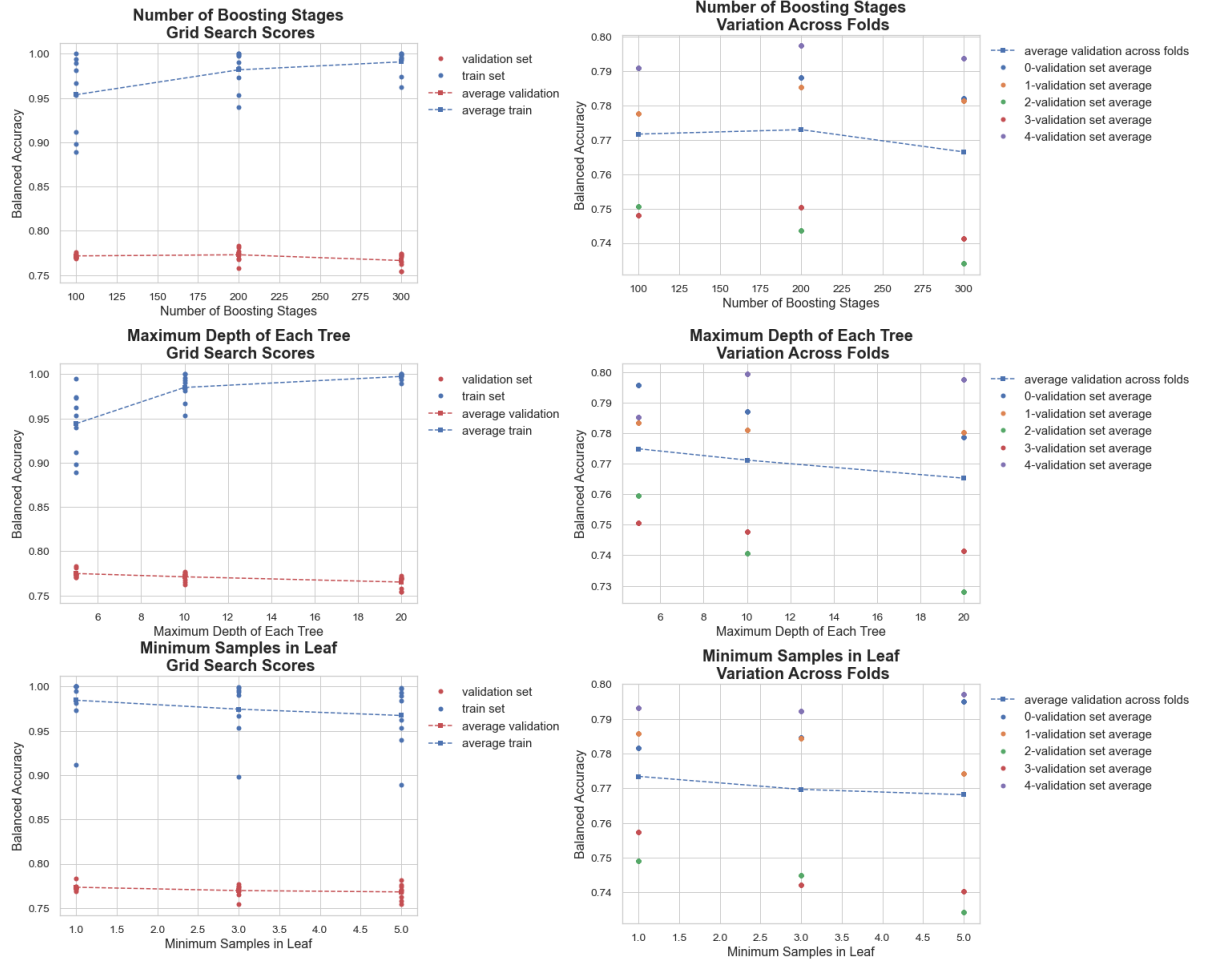 Number of Boosting Stages
Grid Search Scores
1.00
0.95
0.90
0.85
0.80
0.75
Balanced Accuracy
100 125 150 175 200 225 250 275 300
Number of Boosting Stages
validation set
train set
average validation
average train
Number of Boosting Stages
Variation Across Folds
0.80
0.79
0.78
0.77
0.76
0.75
0.74
Balanced Accuracy
100 125 150 175 200 225 250 275 300
Number of Boosting Stages
average validation across folds
0-validation set average
1-validation set average
2-validation set average
3-validation set average
4-validation set average
Maximum Depth of Each Tree
Grid Search Scores
1.00
0.95
0.90
0.85
0.80
0.75
Balanced Accuracy
6 8 10 12 14 16 18 20
Maximum Depth of Each Tree
validation set
train set
average validation
average train
Maximum Depth of Each Tree
Variation Across Folds
0.80
0.79
0.78
0.77
0.76
0.75
0.74
0.73
Balanced Accuracy
6 8 10 12 14 16 18 20
Maximum Depth of Each Tree
average validation across folds
0-validation set average
1-validation set average
2-validation set average
3-validation set average
4-validation set average
Minimum Samples in Leaf
Grid Search Scores
1.00
0.95
0.90
0.85
0.80
0.75
Balanced Accuracy
1.0 1.5 2.0 2.5 3.0 3.5 4.0 4.5 5.0
Minimum Samples in Leaf
validation set
train set
average validation
average train
Minimum Samples in Leaf
Variation Across Folds
0.80
0.79
0.78
0.77
0.76
0.75
0.74
Balanced Accuracy
1.0 1.5 2.0 2.5 3.0 3.5 4.0 4.5 5.0
Minimum Samples in Leaf
average validation across folds
0-validation set average
1-validation set average
2-validation set average
3-validation set average
4-validation set average